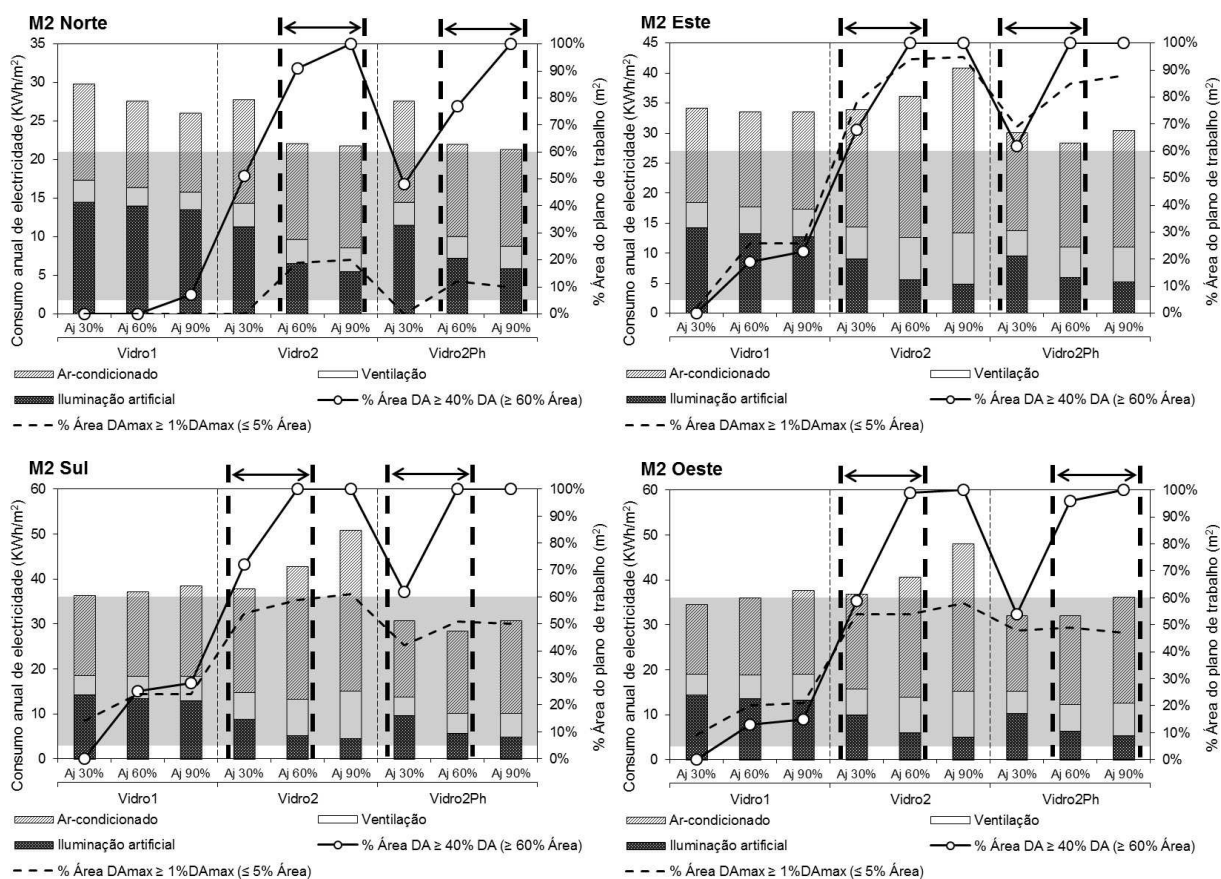 M2 Norte
Consumo anual de electricidade (KWh/m²)
35
30
25
20
15
10
5
0
100%
90%
80%
70%
60%
50%
40%
30%
20%
10%
0%
% Área do plano de trabalho (m²)
Aj 30% Aj 60% Aj 90% Aj 30% Aj 60% Aj 90% Aj 30% Aj 60% Aj 90%
Vidro1 Vidro2 Vidro2Ph
Ar-condicionado Ventilação
Iluminação artificial % Área DA ≥ 40% DA (≥ 60% Área)
% Área DAmax ≥ 1%DAmax (≤ 5% Área)
M2 Este
Consumo anual de electricidade (KWh/m²)
45
40
35
30
25
20
15
10
5
0
100%
90%
80%
70%
60%
50%
40%
30%
20%
10%
0%
% Área do plano de trabalho (m²)
Aj 30% Aj 60% Aj 90% Aj 30% Aj 60% Aj 90% Aj 30% Aj 60% Aj 90%
Vidro1 Vidro2 Vidro2Ph
Ar-condicionado Ventilação
Iluminação artificial % Área DA ≥ 40% DA (≥ 60% Área)
% Área DAmax ≥ 1%DAmax (≤ 5% Área)
M2 Sul
Consumo anual de electricidade (KWh/m²)
60
50
40
30
20
10
0
100%
90%
80%
70%
60%
50%
40%
30%
20%
10%
0%
% Área do plano de trabalho (m²)
Aj 30% Aj 60% Aj 90% Aj 30% Aj 60% Aj 90% Aj 30% Aj 60% Aj 90%
Vidro1 Vidro2 Vidro2Ph
Ar-condicionado Ventilação
Iluminação artificial % Área DA ≥ 40% DA (≥ 60% Área)
% Área DAmax ≥ 1%DAmax (≤ 5% Área)
M2 Oeste
Consumo anual de electricidade (KWh/m²)
60
50
40
30
20
10
0
100%
90%
80%
70%
60%
50%
40%
30%
20%
10%
0%
% Área do plano de trabalho (m²)
Aj 30% Aj 60% Aj 90% Aj 30% Aj 60% Aj 90% Aj 30% Aj 60% Aj 90%
Vidro1 Vidro2 Vidro2Ph
Ar-condicionado Ventilação
Iluminação artificial % Área DA ≥ 40% DA (≥ 60% Área)
% Área DAmax ≥ 1%DAmax (≤ 5% Área)